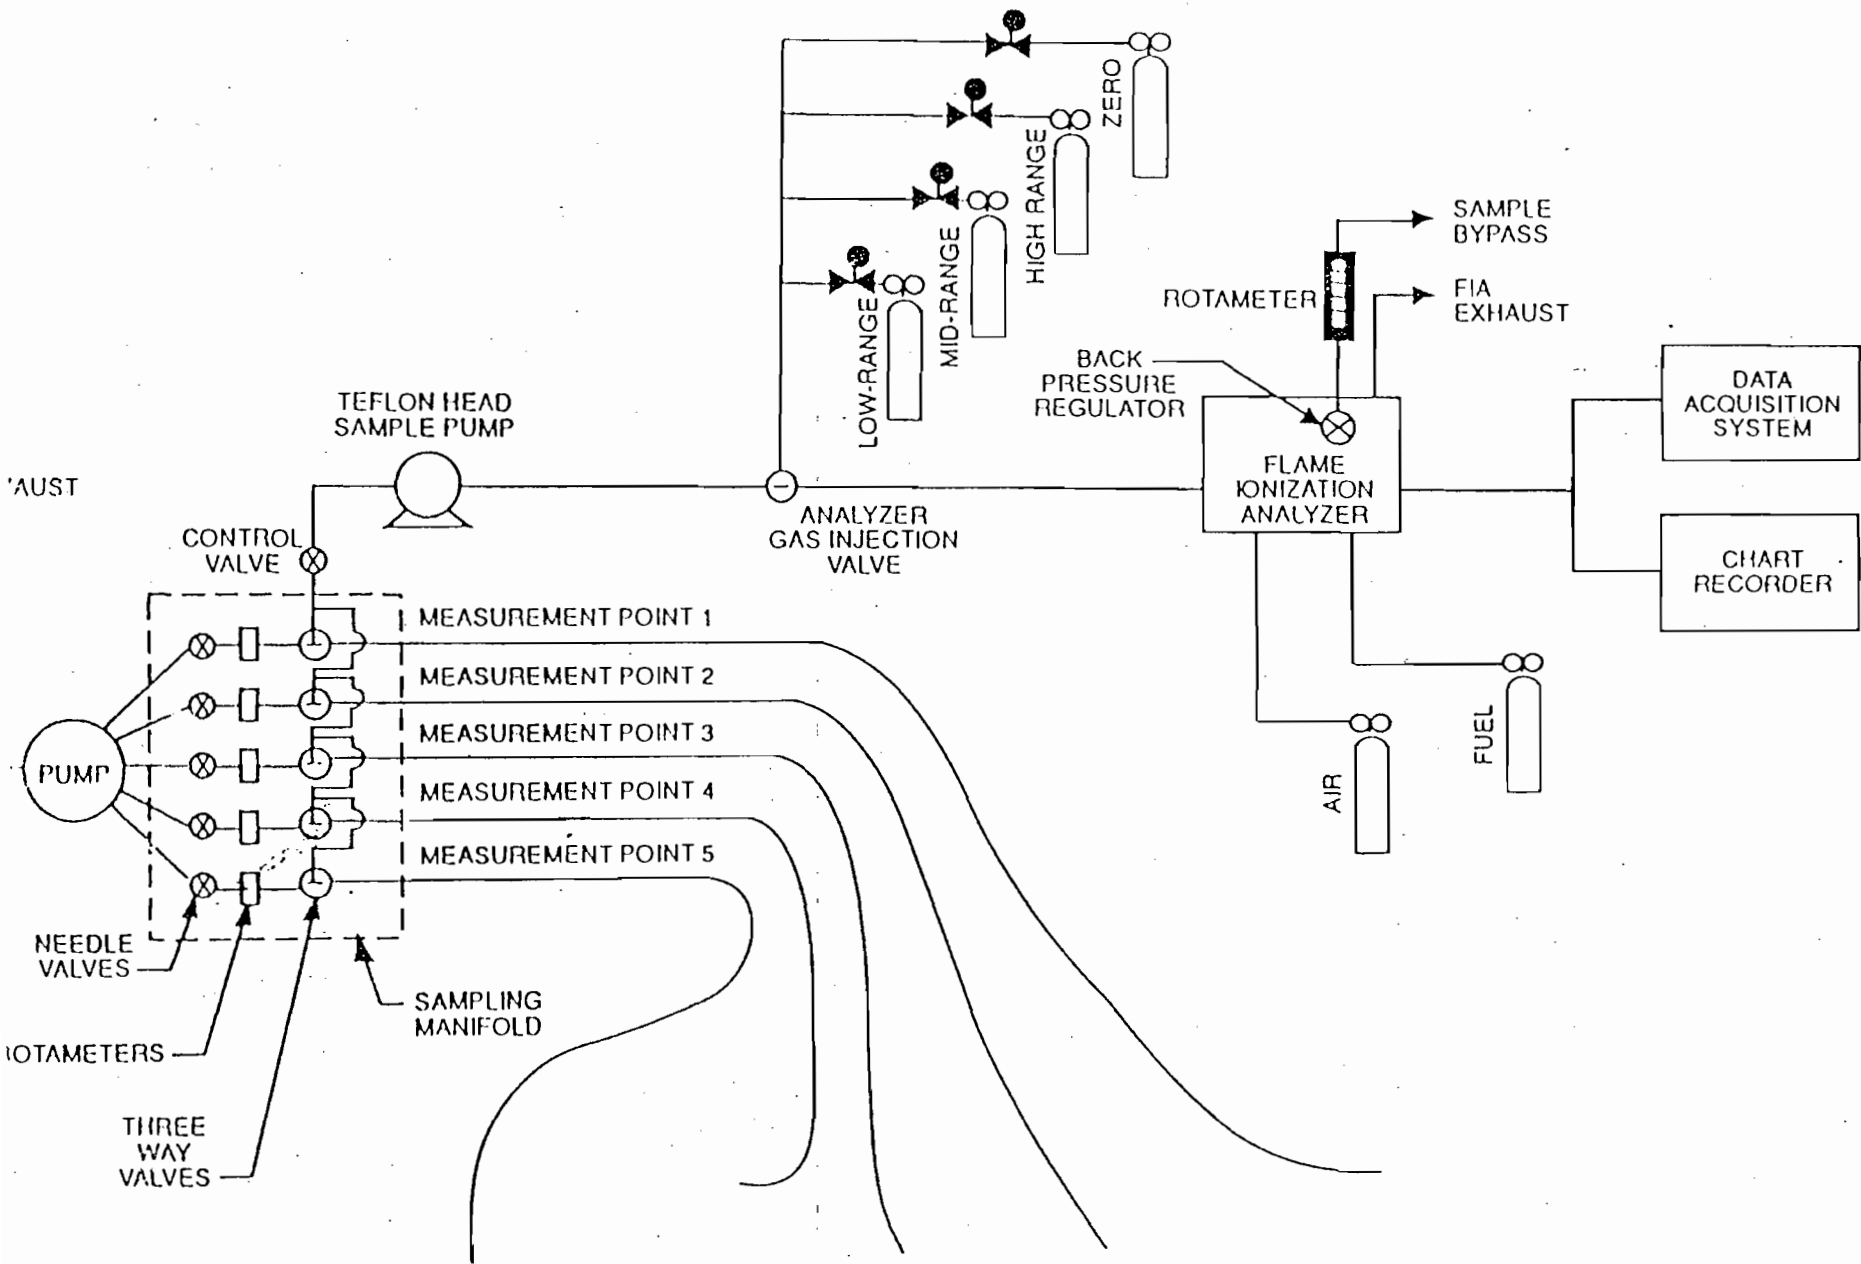 ZERO
HIGH RANGE
MID-RANGE
LOW-RANGE
SAMPLE
BYPASS
ROTAMETER
FIA
EXHAUST
BACK
PRESSURE
REGULATOR
DATA
ACQUISITION
SYSTEM
TEFLON HEAD
SAMPLE PUMP
FLAME
IONIZATION
ANALYZER
'AUST
ANALYZER
GAS INJECTION
VALVE
CONTROL
VALVE
CHART
RECORDER
MEASUREMENT POINT 1
MEASUREMENT POINT 2
MEASUREMENT POINT 3
MEASUREMENT POINT 4
MEASUREMENT POINT 5
PUMP
FUEL
AIR
NEEDLE
VALVES
SAMPLING
MANIFOLD
OTAMETERS
THREE
WAY
VALVES